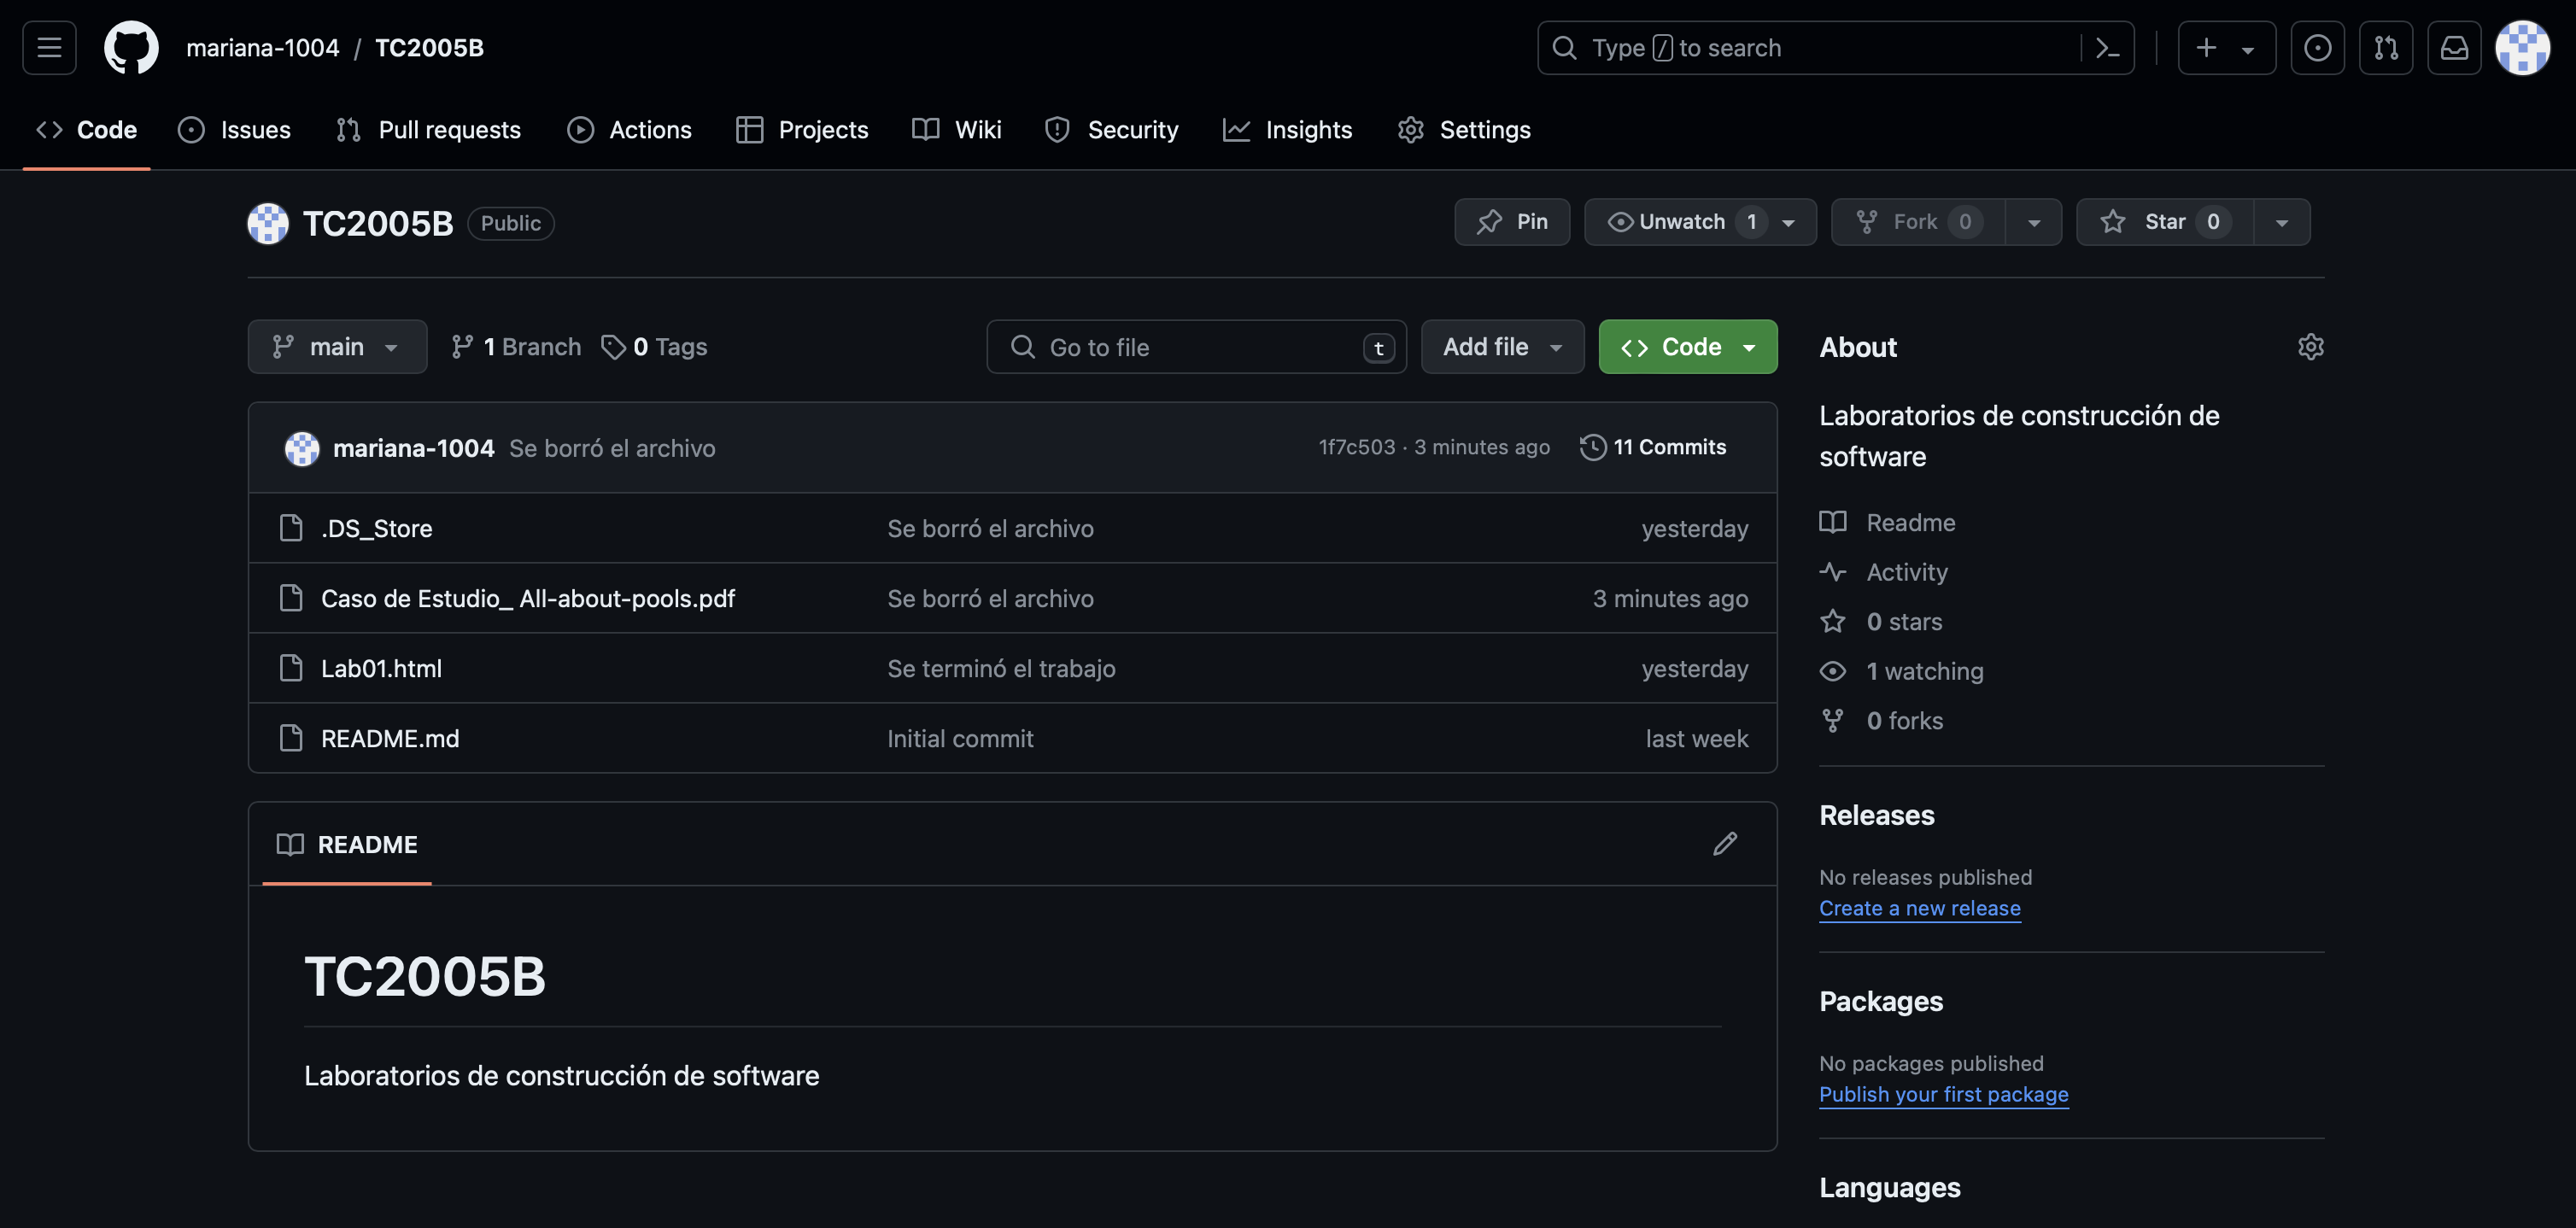 mariana-1004 / TC2005B
Type / to search
Code
Issues
Pull requests
Actions
Projects
Wiki
Security
Insights
Settings
TC2005B Public
Pin
Unwatch 1
Fork 0
Star 0
main
1 Branch
0 Tags
Go to file t
Add file
Code
mariana-1004 Se borró el archivo 1f7c503 · 3 minutes ago 11 Commits
.DS_Store Se borró el archivo yesterday
Caso de Estudio_ All-about-pools.pdf Se borró el archivo 3 minutes ago
Lab01.html Se terminó el trabajo yesterday
README.md Initial commit last week
README
TC2005B
Laboratorios de construcción de software
About
Laboratorios de construcción de
software
Readme
Activity
0 stars
1 watching
0 forks
Releases
No releases published
Create a new release
Packages
No packages published
Publish your first package
Languages